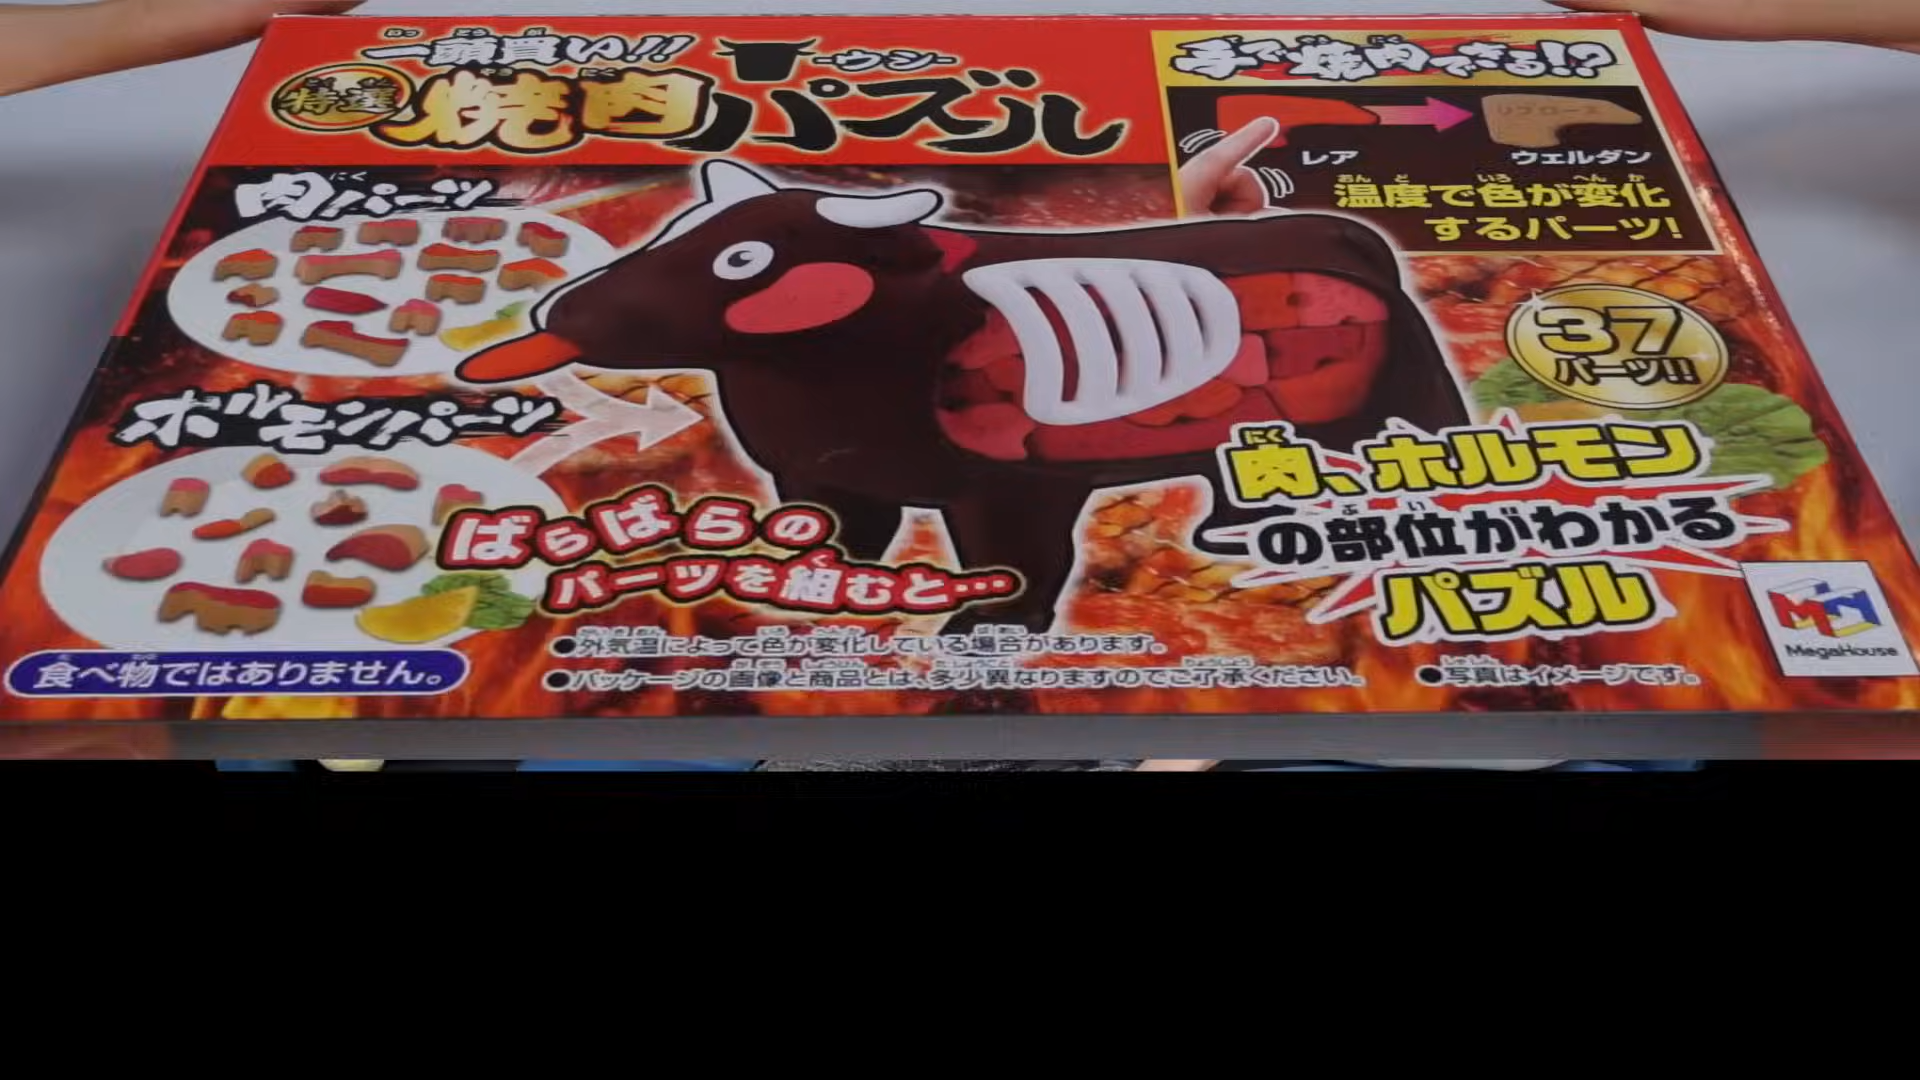 一頭買い!!
特選
焼肉パズル
-ウシ-
手で焼肉できる!?
リブロース
レア
ウェルダン
温度で色が変化
するパーツ!
肉パーツ
37
パーツ!!
ホルモンパーツ
肉、ホルモン
の部位がわかる
パズル
ばらばらの
パーツを組むと…
MegaHouse
食べ物ではありません。
●外気温によって色が変化している場合があります。
●パッケージの画像と商品とは、多少異なりますのでご了承ください。
●写真はイメージです。